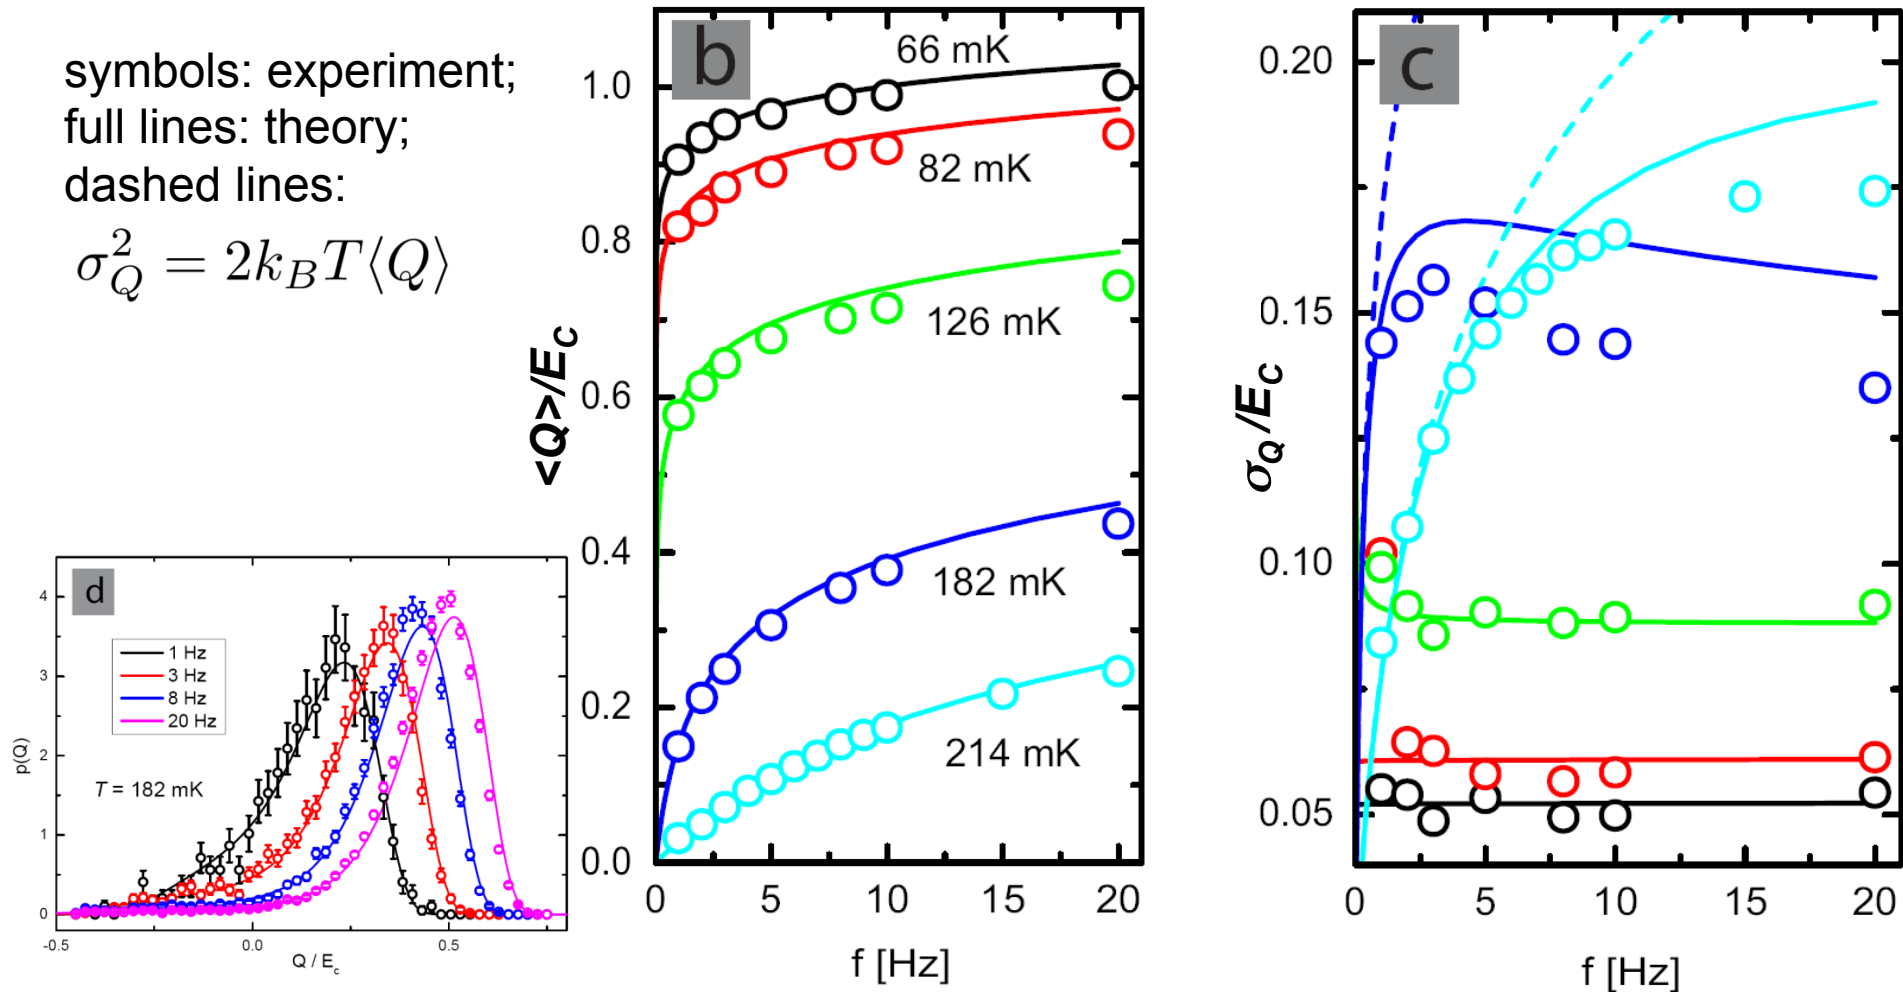 symbols: experiment;
full lines: theory;
dashed lines:
σ_Q^2 = 2k_B T⟨Q⟩
b
66 mK
82 mK
126 mK
182 mK
214 mK
<Q>/E_C
1.0
0.8
0.6
0.4
0.2
0.0
0 5 10 15 20
f [Hz]
c
σ_Q/E_C
0.20
0.15
0.10
0.05
0 5 10 15 20
f [Hz]
d
1 Hz
3 Hz
8 Hz
20 Hz
T = 182 mK
p(Q)
4
3
2
1
0
-0.5 0.0 0.5
Q / E_c